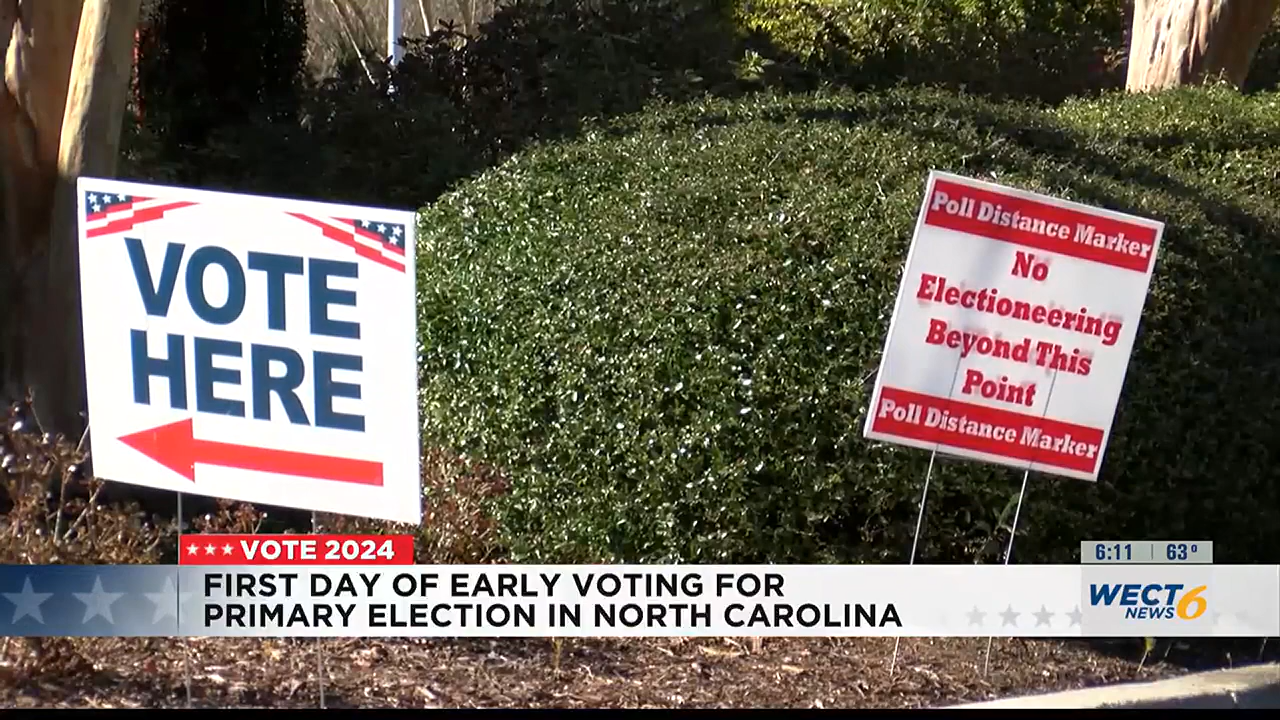 VOTE
HERE
Poll Distance Marker
No
Electioneering
Beyond This
Point
Poll Distance Marker
VOTE 2024
FIRST DAY OF EARLY VOTING FOR
PRIMARY ELECTION IN NORTH CAROLINA
6:11 63°
WECT
NEWS 6